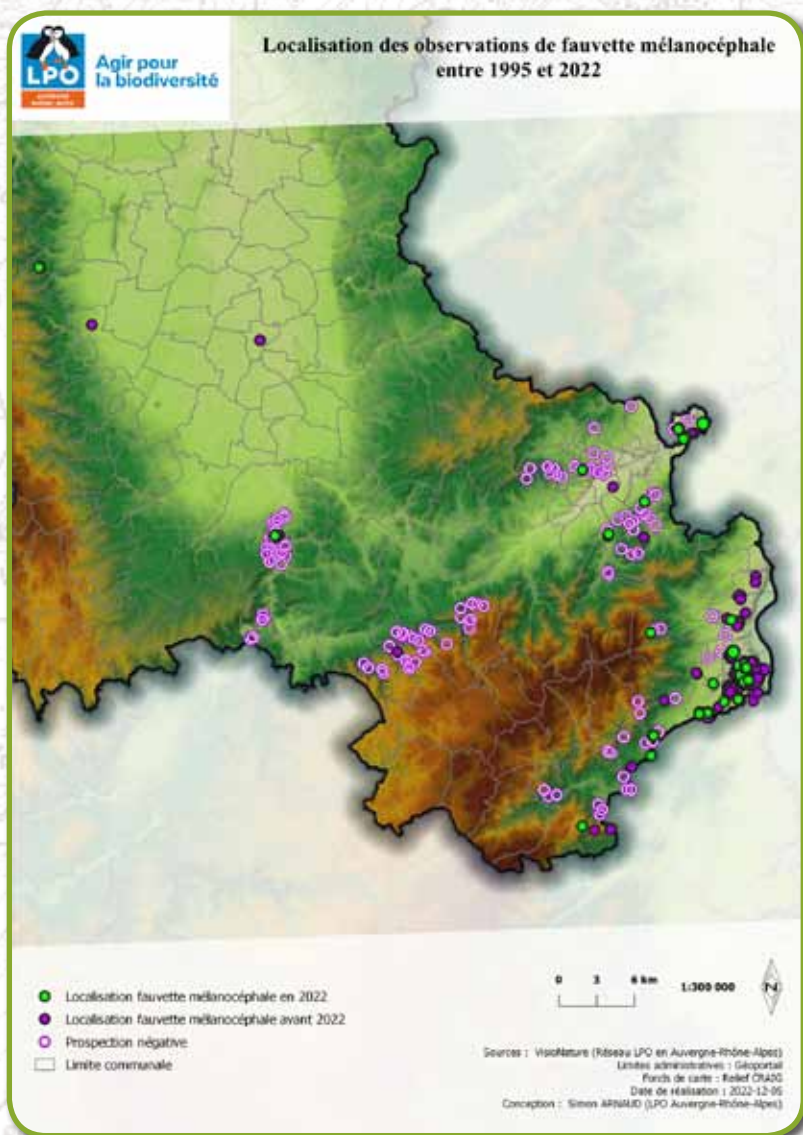 LPO
AUVERGNE
RHÔNE-ALPES
Agir pour
la biodiversité
Localisation des observations de fauvette mélanocéphale
entre 1995 et 2022
Localisation fauvette mélanocéphale en 2022
Localisation fauvette mélanocéphale avant 2022
Prospection négative
Limite communale
0 3 6 km
1:300 000
N
Sources : VisioNature (Réseau LPO en Auvergne-Rhône-Alpes)
Limites administratives : Géoportail
Fonds de carte : Relief CRAIG
Date de réalisation : 2022-12-05
Conception : Simon ARNAUD (LPO Auvergne-Rhône-Alpes)